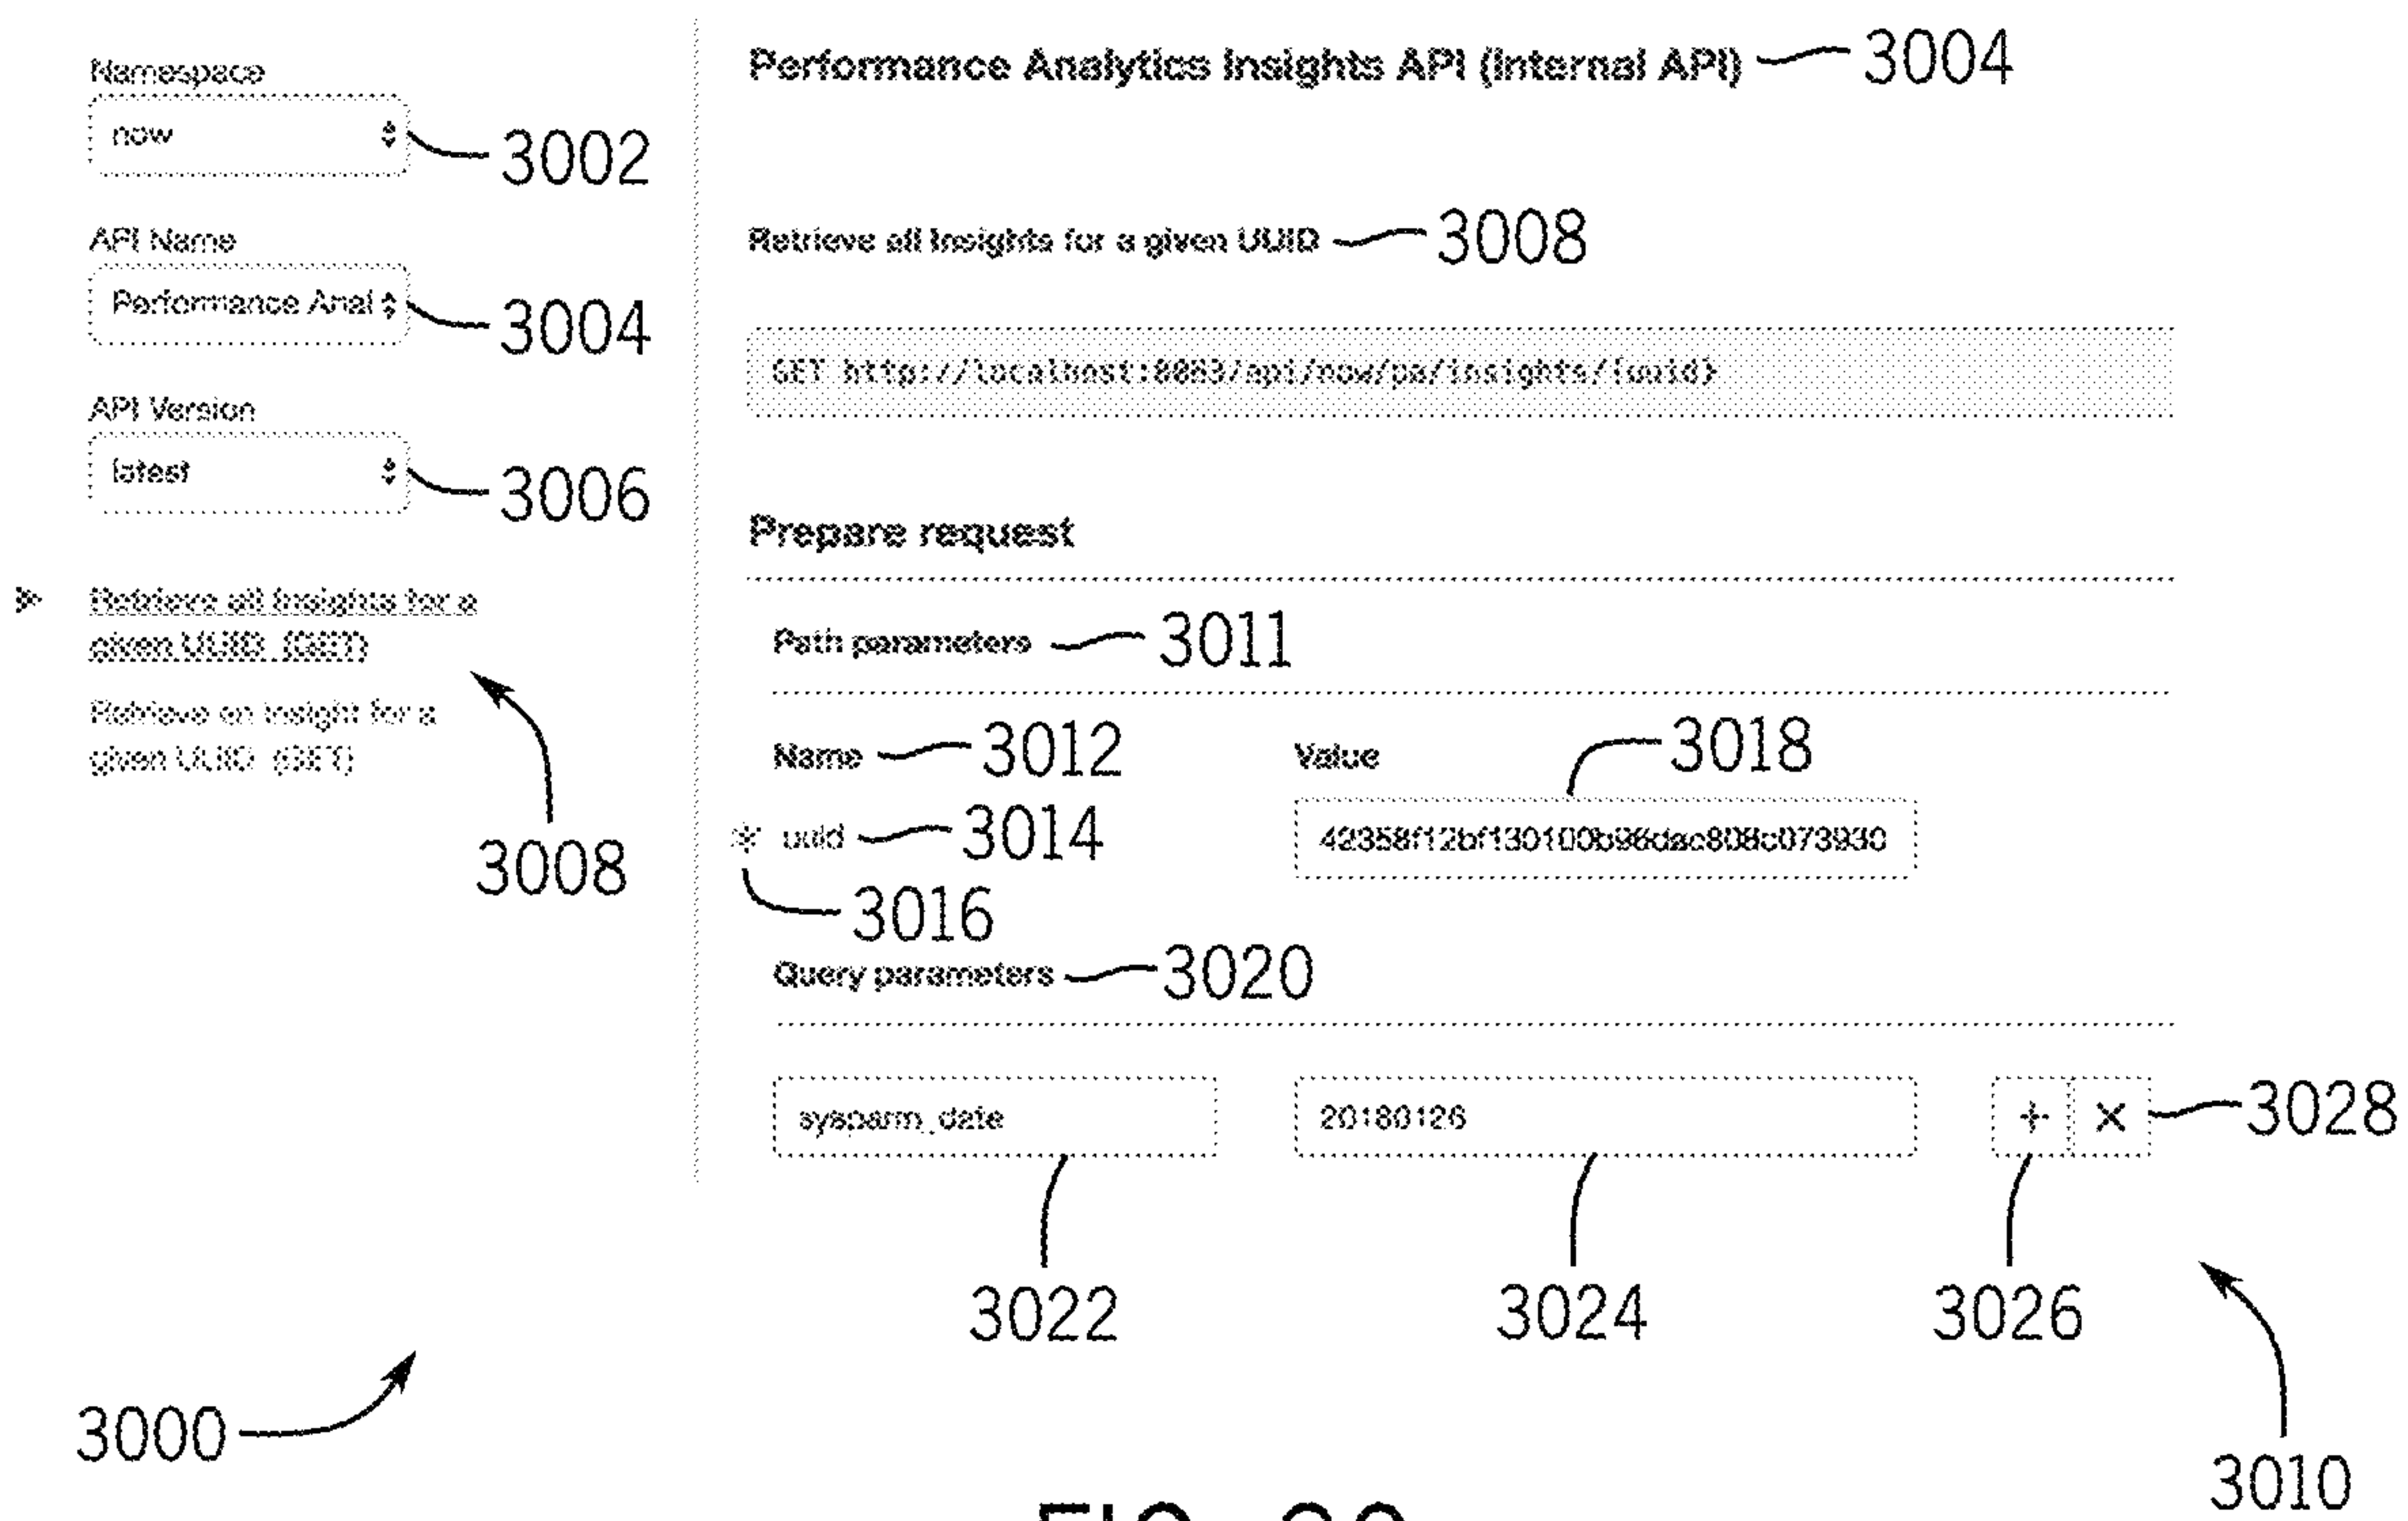 Namespace
now
3002
API Name
Performance Anal
3004
API Version
latest
3006
Retrieve all Insights for a
given UUID (GET)
Retrieve an insight for a
given UUID (GET)
3008
3000
Performance Analytics Insights API (Internal API)
3004
Retrieve all Insights for a given UUID
3008
GET http://localhost:8083/api/now/pa/insights/{uuid}
Prepare request
Path parameters
3011
Name
3012
Value
3018
* uuid
3014
42358f12bf130100b96dac808c073930
3016
Query parameters
3020
sysparm_date
20180126
+
×
3028
3022
3024
3026
3010